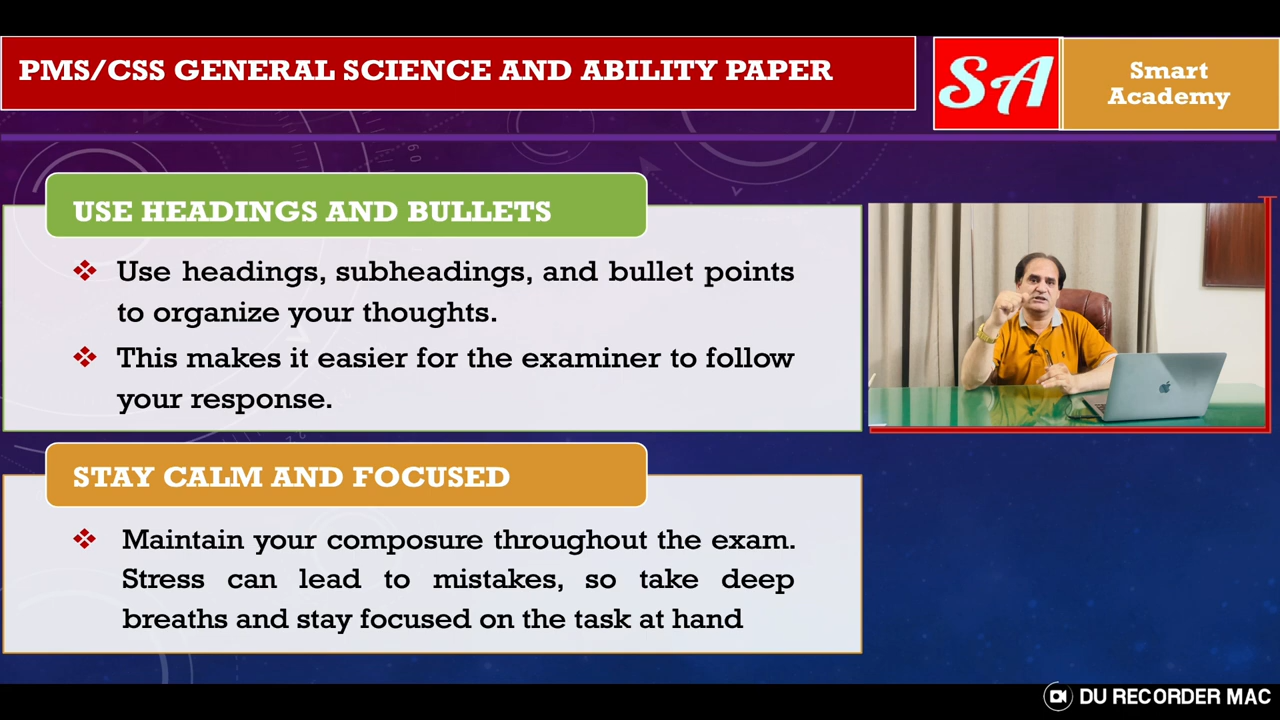 PMS/CSS GENERAL SCIENCE AND ABILITY PAPER
SA
Smart
Academy
USE HEADINGS AND BULLETS
Use headings, subheadings, and bullet points
to organize your thoughts.
This makes it easier for the examiner to follow
your response.
STAY CALM AND FOCUSED
Maintain your composure throughout the exam.
Stress can lead to mistakes, so take deep
breaths and stay focused on the task at hand
DU RECORDER MAC